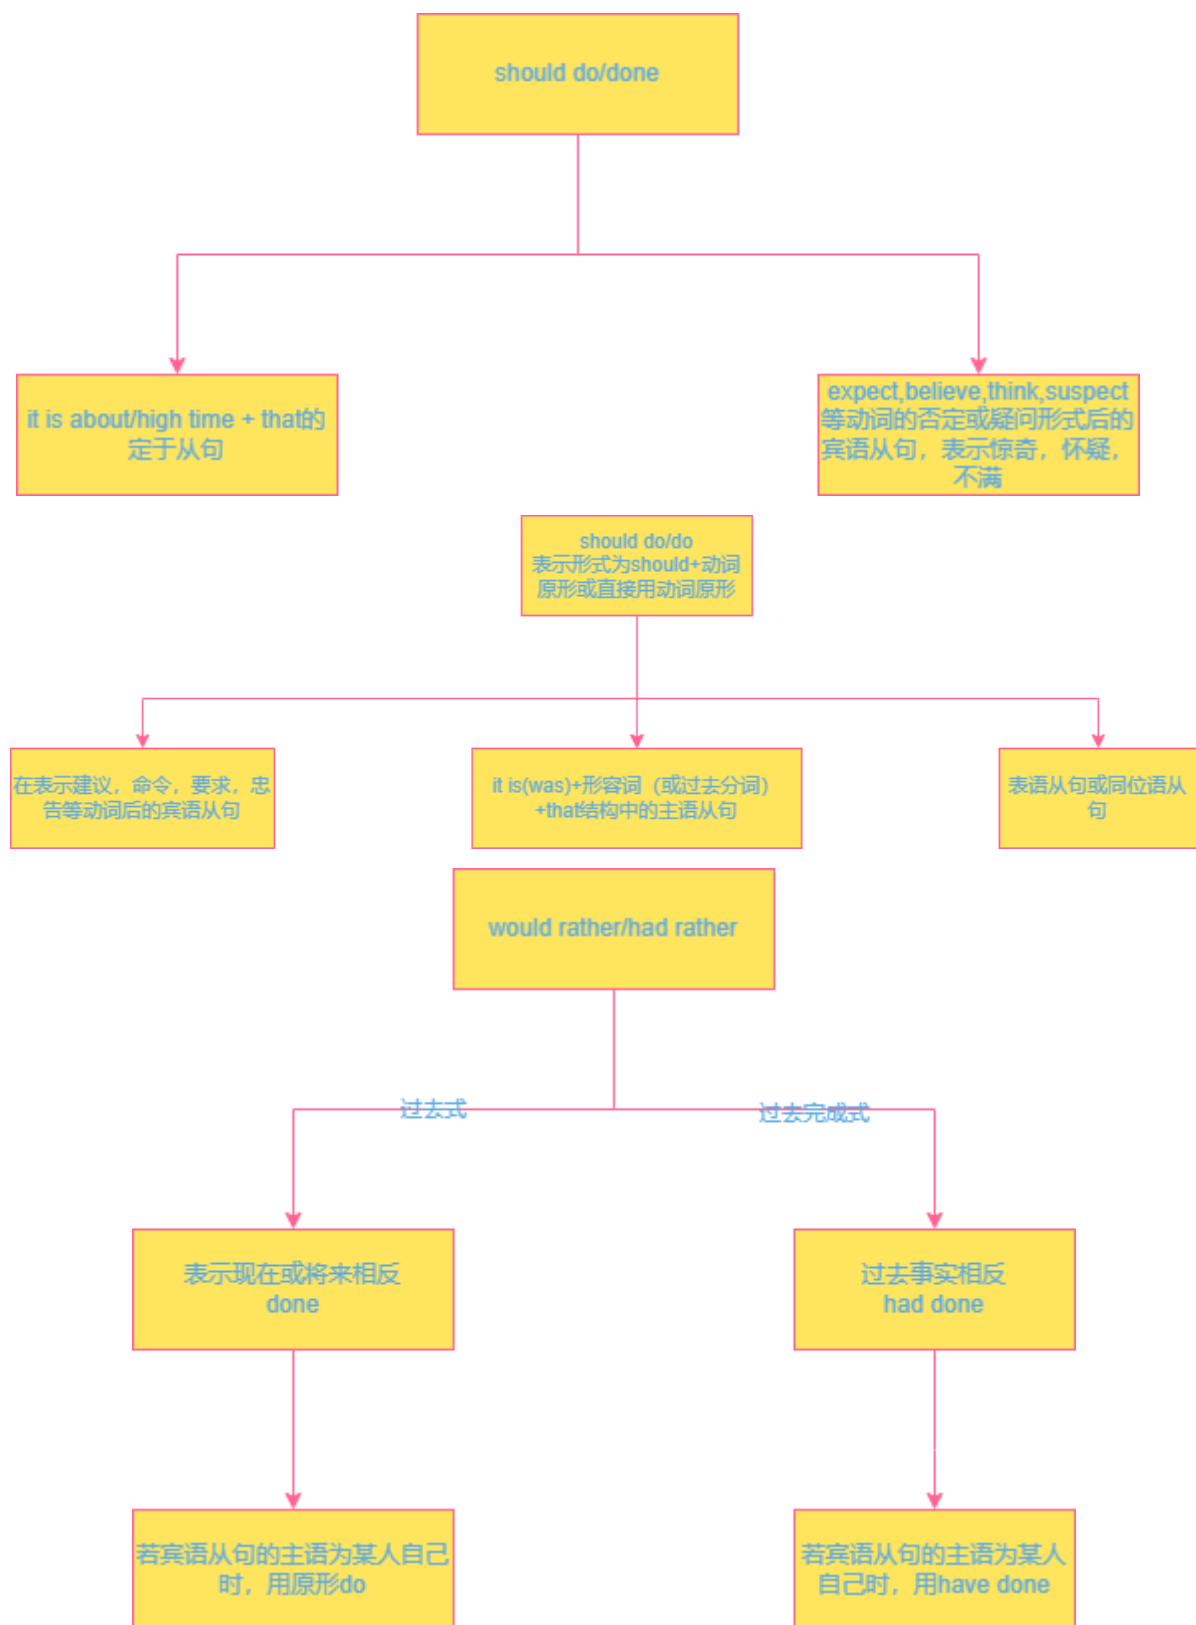 should do/done
it is about/high time + that的
定于从句
expect,believe,think,suspect
等动词的否定或疑问形式后的
宾语从句，表示惊奇，怀疑，
不满
should do/do
表示形式为should+动词
原形或直接用动词原形
在表示建议，命令，要求，忠
告等动词后的宾语从句
it is(was)+形容词（或过去分词）
+that结构中的主语从句
表语从句或同位语从
句
would rather/had rather
过去式
过去完成式
表示现在或将来相反
done
过去事实相反
had done
若宾语从句的主语为某人自己
时，用原形do
若宾语从句的主语为某人
自己时，用have done